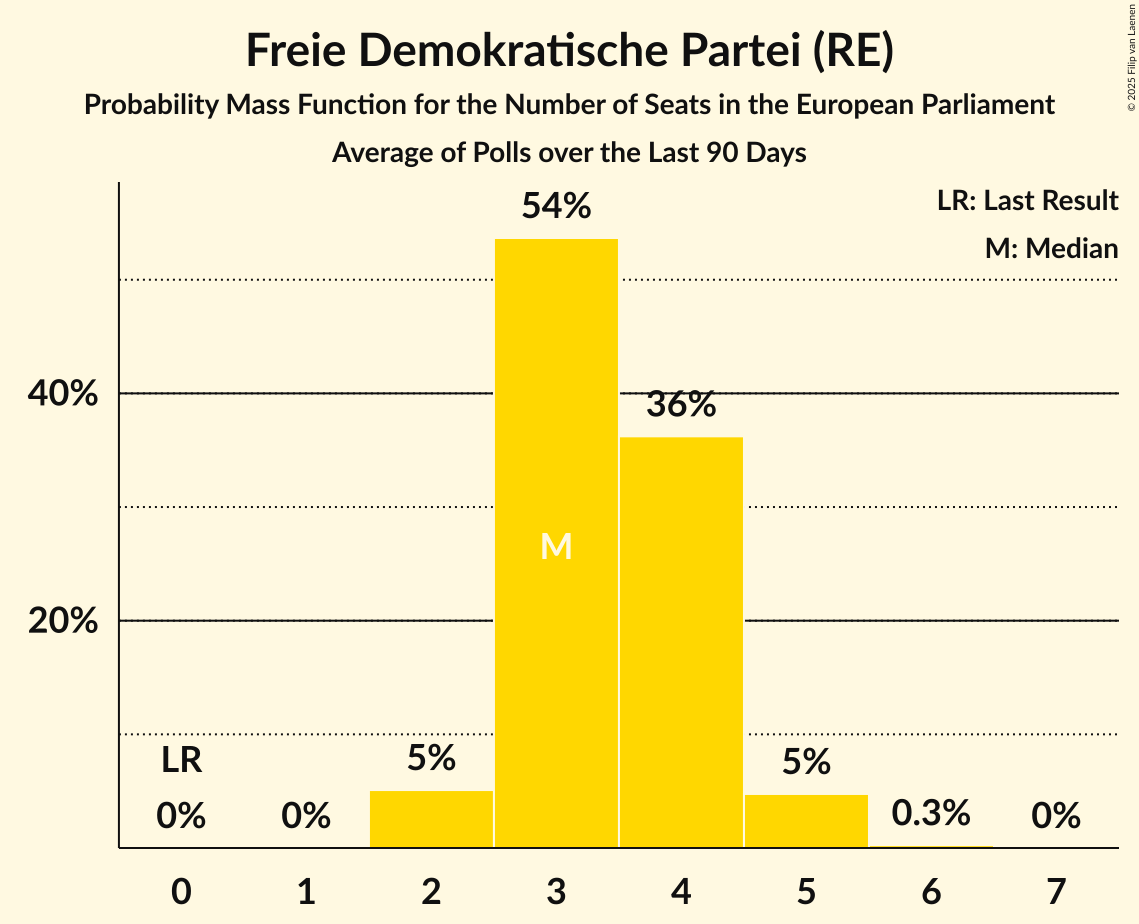 Freie Demokratische Partei (RE)
Probability Mass Function for the Number of Seats in the European Parliament
Average of Polls over the Last 90 Days
© 2025 Filip van Laenen
LR: Last Result
M: Median
54%
40%
36%
M
20%
LR
0%
0%
5%
5%
0.3%
0%
0 1 2 3 4 5 6 7